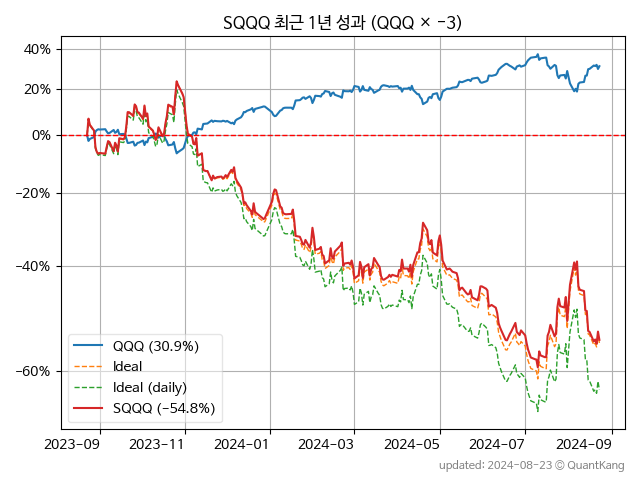 SQQQ 최근 1년 성과 (QQQ × −3)
40%
20%
0%
−20%
−40%
−60%
QQQ (30.9%)
Ideal
Ideal (daily)
SQQQ (−54.8%)
2023-09
2023-11
2024-01
2024-03
2024-05
2024-07
2024-09
updated: 2024-08-23 © QuantKang